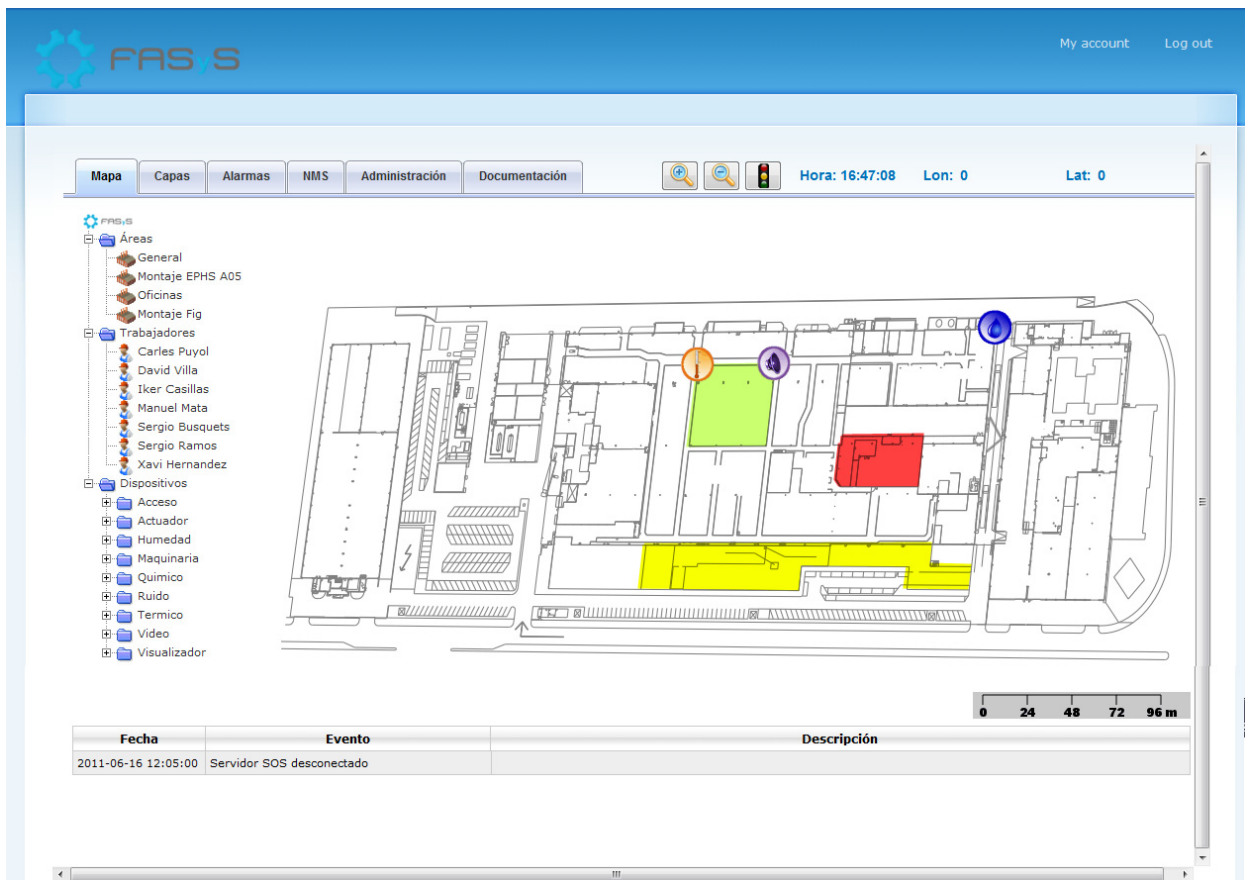 FASyS
My account Log out
Mapa Capas Alarmas NMS Administración Documentación Hora: 16:47:08 Lon: 0 Lat: 0
FASyS
Áreas
General
Montaje EPHS A05
Oficinas
Montaje Fig
Trabajadores
Carles Puyol
David Villa
Iker Casillas
Manuel Mata
Sergio Busquets
Sergio Ramos
Xavi Hernandez
Dispositivos
Acceso
Actuador
Humedad
Maquinaria
Quimico
Ruido
Termico
Video
Visualizador
0 24 48 72 96 m
Fecha Evento Descripción
2011-06-16 12:05:00 Servidor SOS desconectado